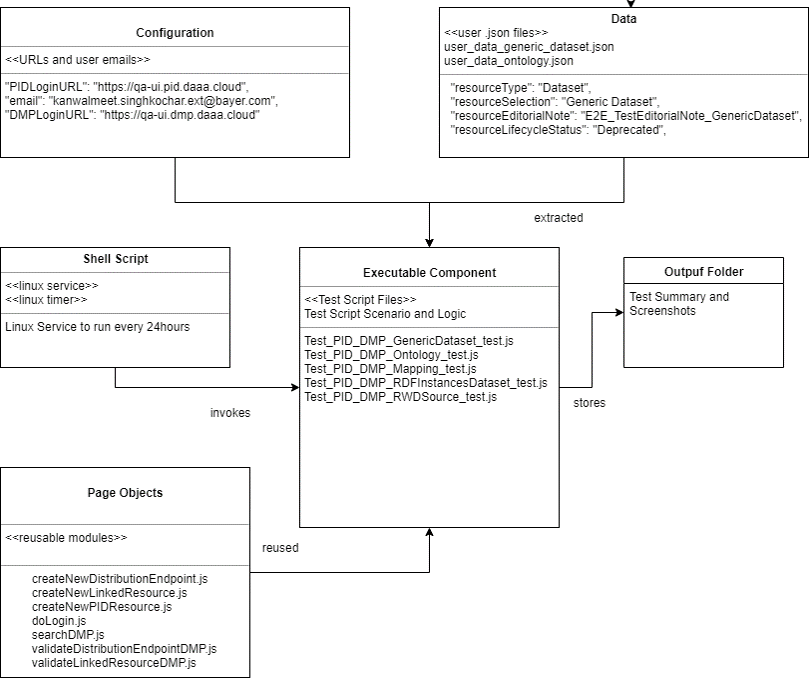 Configuration
<<URLs and user emails>>
"PIDLoginURL": "https://qa-ui.pid.daaa.cloud",
"email": "kanwalmeet.singhkochar.ext@bayer.com",
"DMPLoginURL": "https://qa-ui.dmp.daaa.cloud"
Data
<<user .json files>>
user_data_generic_dataset.json
user_data_ontology.json
"resourceType": "Dataset",
"resourceSelection": "Generic Dataset",
"resourceEditorialNote": "E2E_TestEditorialNote_GenericDataset",
"resourceLifecycleStatus": "Deprecated",
extracted
Shell Script
<<linux service>>
<<linux timer>>
Linux Service to run every 24hours
invokes
Executable Component
<<Test Script Files>>
Test Script Scenario and Logic
Test_PID_DMP_GenericDataset_test.js
Test_PID_DMP_Ontology_test.js
Test_PID_DMP_Mapping_test.js
Test_PID_DMP_RDFInstancesDataset_test.js
Test_PID_DMP_RWDSource_test.js
stores
Outpuf Folder
Test Summary and
Screenshots
Page Objects
<<reusable modules>>
createNewDistributionEndpoint.js
createNewLinkedResource.js
createNewPIDResource.js
doLogin.js
searchDMP.js
validateDistributionEndpointDMP.js
validateLinkedResourceDMP.js
reused